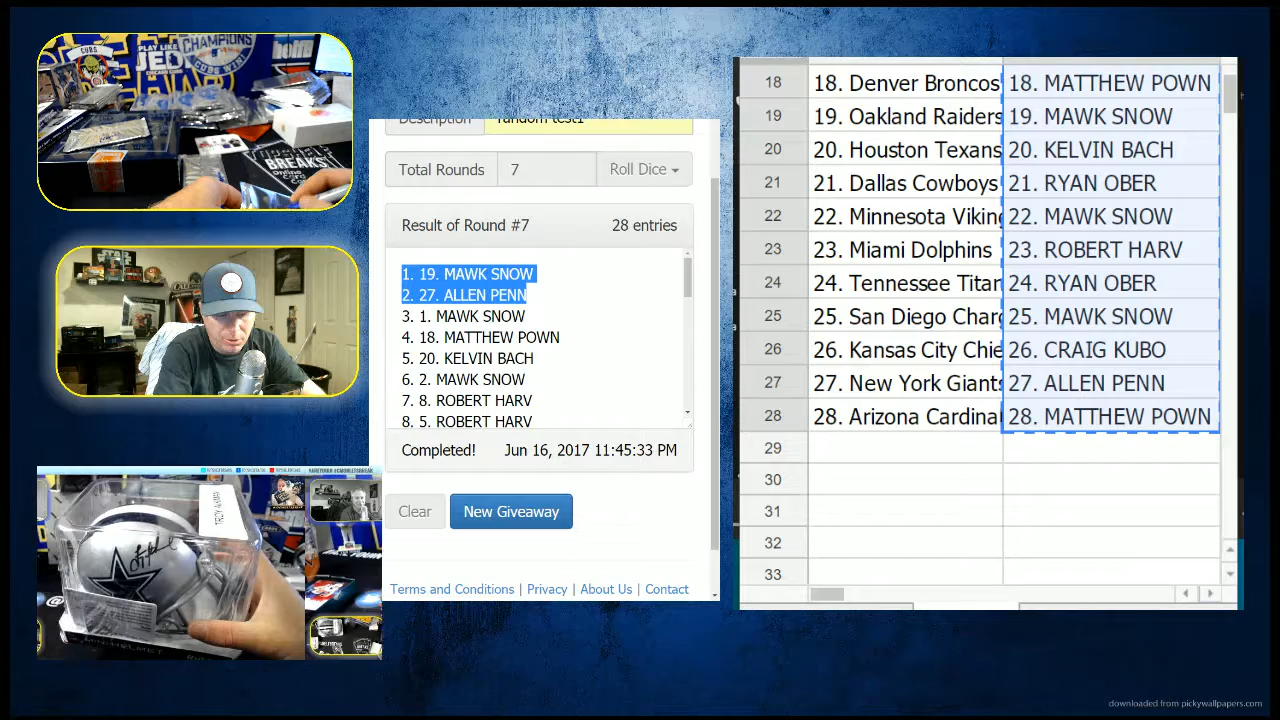 CUBS
PLAY LIKE
JEDI
CHAMPIONS
CUBS WIN!
BREAKS
TROY AIKMAN
Description
random test1
Total Rounds
7
Roll Dice
Result of Round #7
28 entries
1. 19. MAWK SNOW
2. 27. ALLEN PENN
3. 1. MAWK SNOW
4. 18. MATTHEW POWN
5. 20. KELVIN BACH
6. 2. MAWK SNOW
7. 8. ROBERT HARV
8. 5. ROBERT HARV
Completed!
Jun 16, 2017 11:45:33 PM
Clear
New Giveaway
Terms and Conditions | Privacy | About Us | Contact
18 18. Denver Broncos 18. MATTHEW POWN
19 19. Oakland Raiders 19. MAWK SNOW
20 20. Houston Texans 20. KELVIN BACH
21 21. Dallas Cowboys 21. RYAN OBER
22 22. Minnesota Viking 22. MAWK SNOW
23 23. Miami Dolphins 23. ROBERT HARV
24 24. Tennessee Titan 24. RYAN OBER
25 25. San Diego Charg 25. MAWK SNOW
26 26. Kansas City Chie 26. CRAIG KUBO
27 27. New York Giants 27. ALLEN PENN
28 28. Arizona Cardinal 28. MATTHEW POWN
29
30
31
32
33
downloaded from pickywallpapers.com